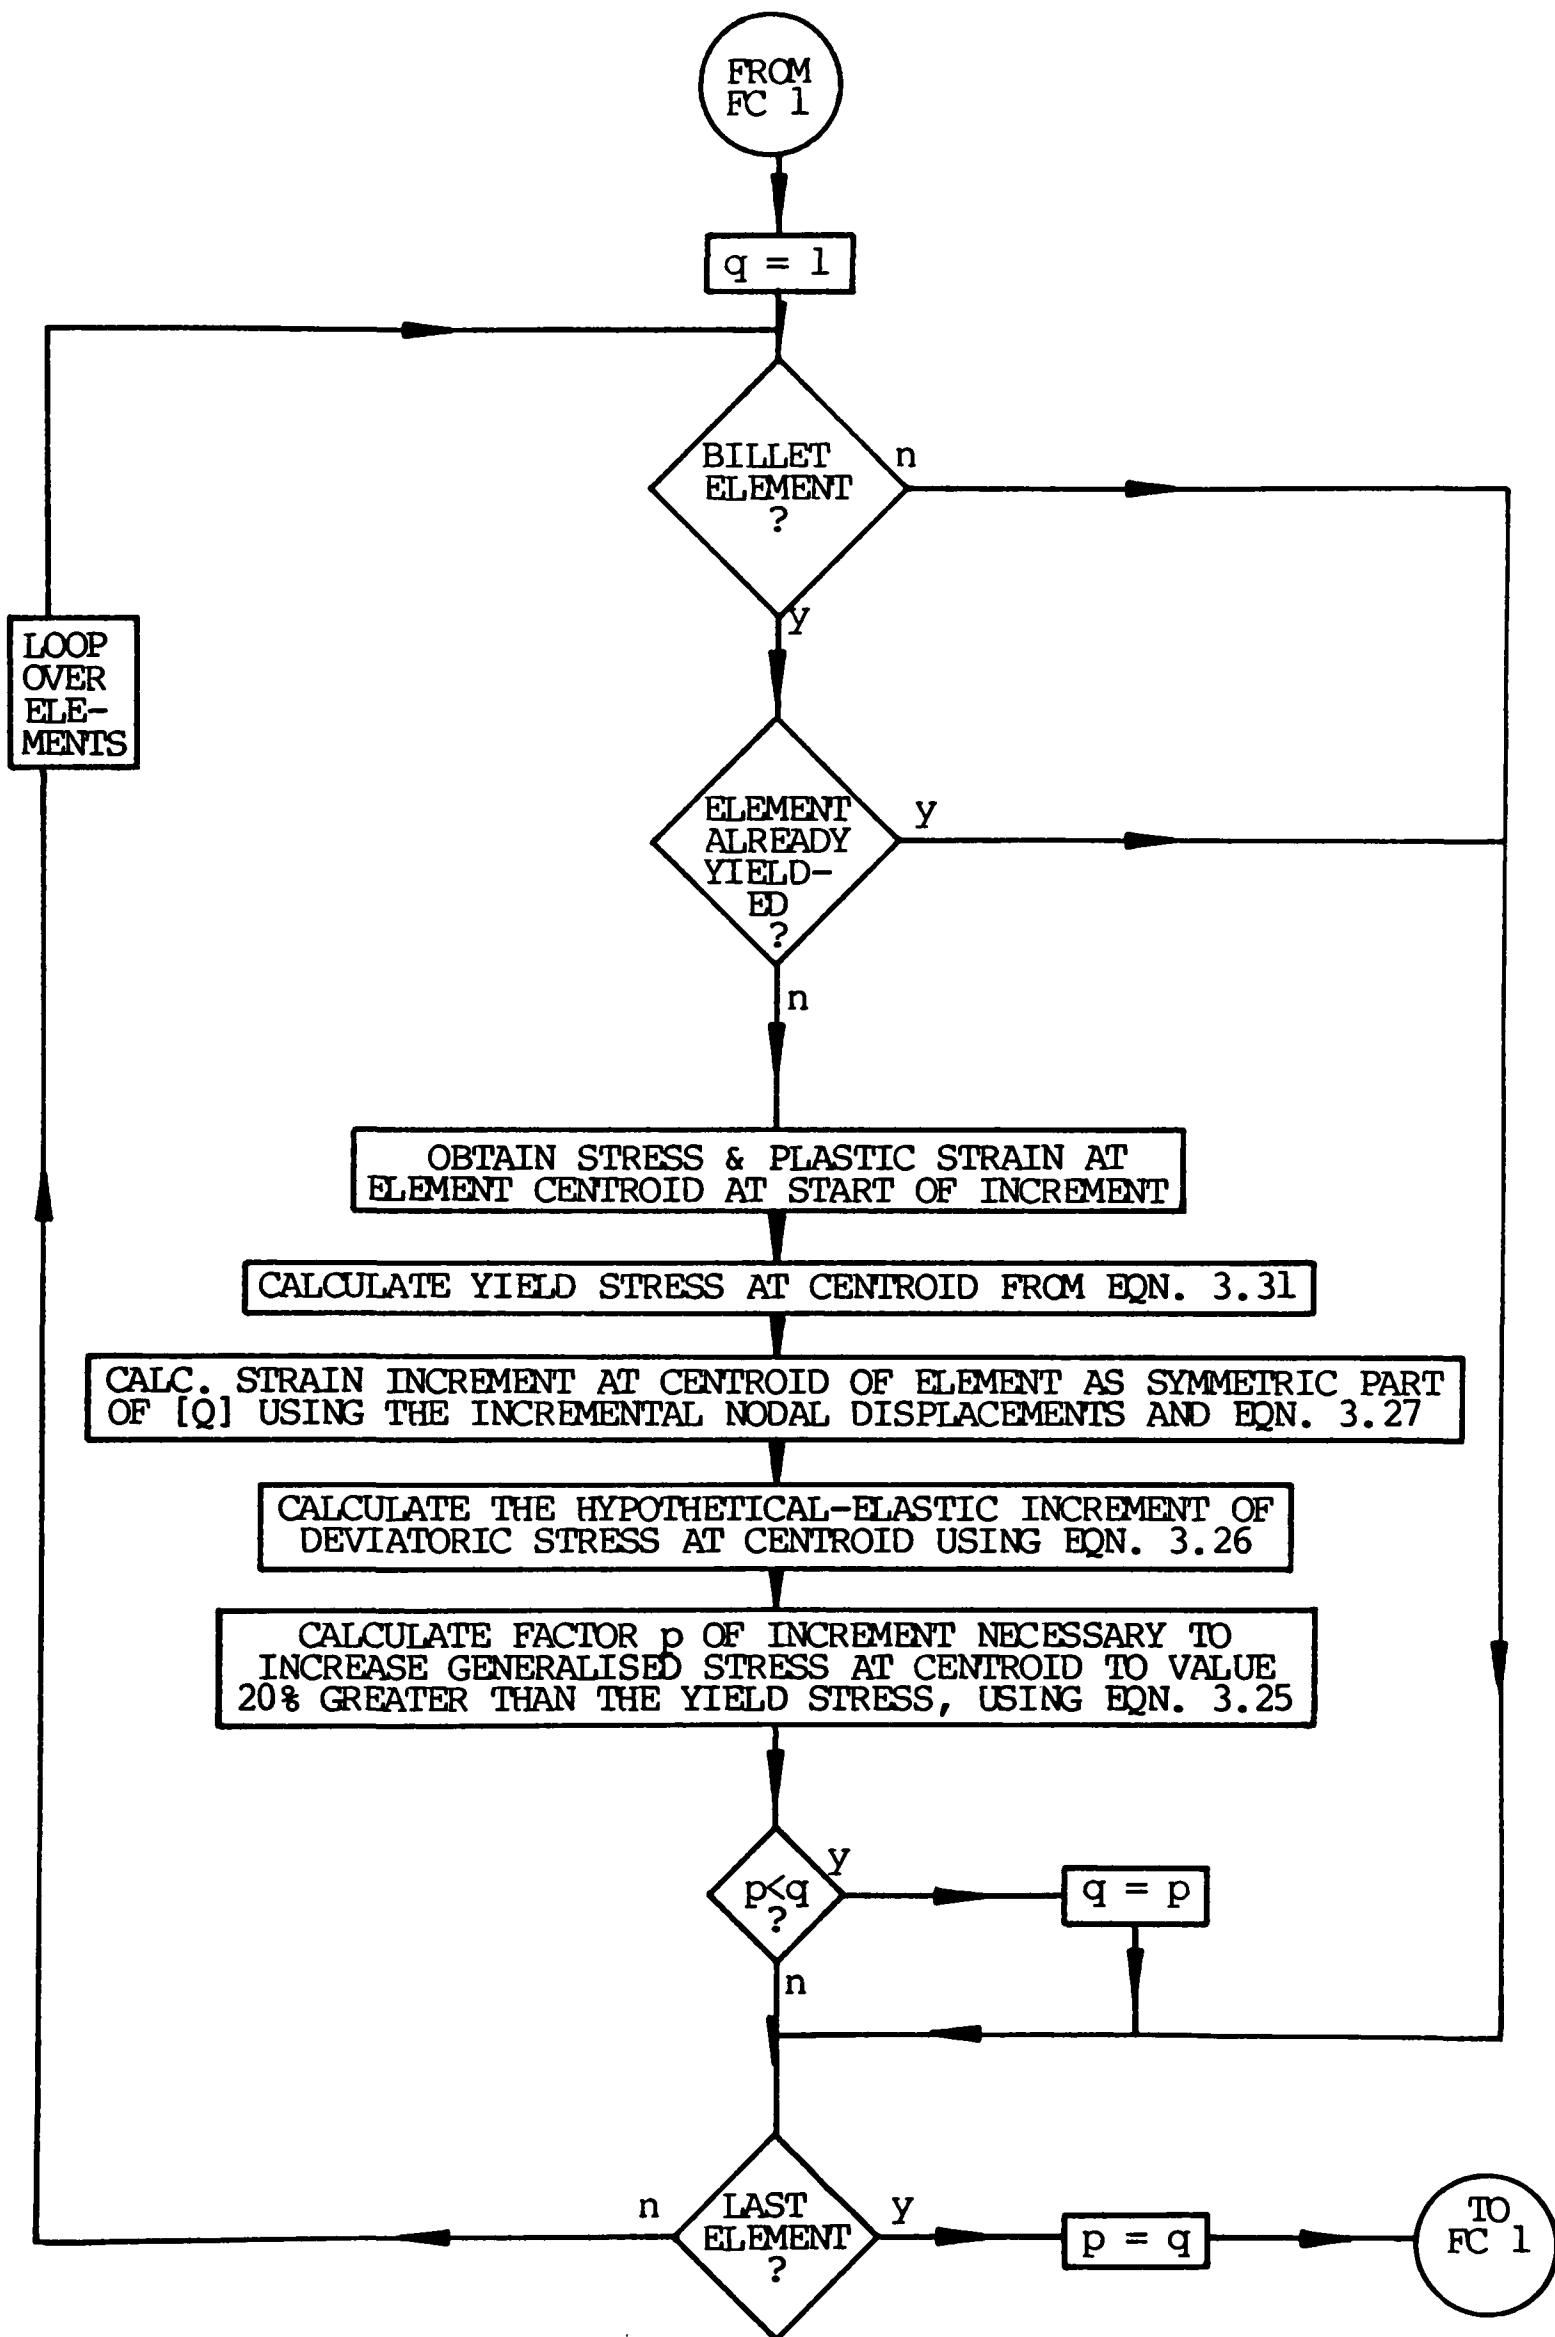 FROM
FC 1
q = 1
BILLET
ELEMENT
?
n
y
LOOP
OVER
ELE-
MENTS
ELEMENT
ALREADY
YIELD-
ED
?
y
n
OBTAIN STRESS & PLASTIC STRAIN AT
ELEMENT CENTROID AT START OF INCREMENT
CALCULATE YIELD STRESS AT CENTROID FROM EQN. 3.31
CALC. STRAIN INCREMENT AT CENTROID OF ELEMENT AS SYMMETRIC PART
OF [Q] USING THE INCREMENTAL NODAL DISPLACEMENTS AND EQN. 3.27
CALCULATE THE HYPOTHETICAL-ELASTIC INCREMENT OF
DEVIATORIC STRESS AT CENTROID USING EQN. 3.26
CALCULATE FACTOR p OF INCREMENT NECESSARY TO
INCREASE GENERALISED STRESS AT CENTROID TO VALUE
20% GREATER THAN THE YIELD STRESS, USING EQN. 3.25
p<q
?
y
q = p
n
LAST
ELEMENT
?
n
y
p = q
TO
FC 1